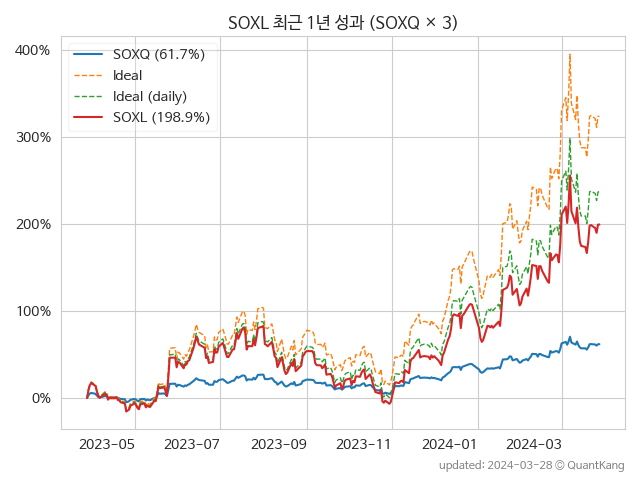 SOXL 최근 1년 성과 (SOXQ × 3)
400%
300%
200%
100%
0%
SOXQ (61.7%)
Ideal
Ideal (daily)
SOXL (198.9%)
2023-05
2023-07
2023-09
2023-11
2024-01
2024-03
updated: 2024-03-28 © QuantKang